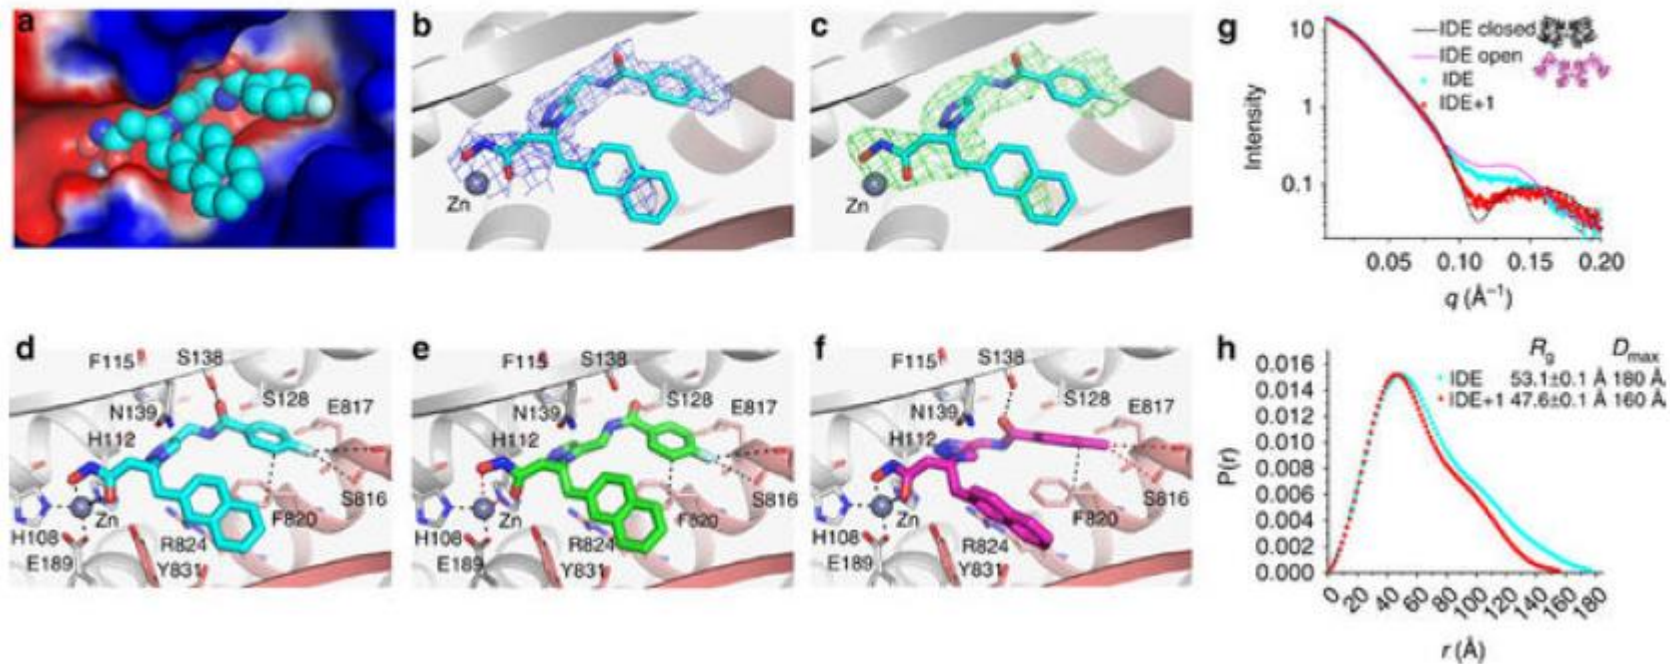 a
b
Zn
c
Zn
g
IDE closed
IDE open
IDE
IDE+1
10
1
0.1
Intensity
0.05 0.10 0.15 0.20
q (Å⁻¹)
d
F115
S138
N139
S128
E817
H112
S816
Zn
F820
H108
R824
E189
Y831
e
F115
S138
N139
S128
E817
H112
S816
Zn
F820
H108
R824
E189
Y831
f
F115
S138
N139
S128
E817
H112
S816
Zn
F820
H108
R824
E189
Y831
h
Rg Dmax
IDE 53.1±0.1 Å 180 Å
IDE+1 47.6±0.1 Å 160 Å
0.016
0.014
0.012
0.010
0.008
0.006
0.004
0.002
0.000
P(r)
0 20 40 60 80 100 120 140 160 180
r (Å)